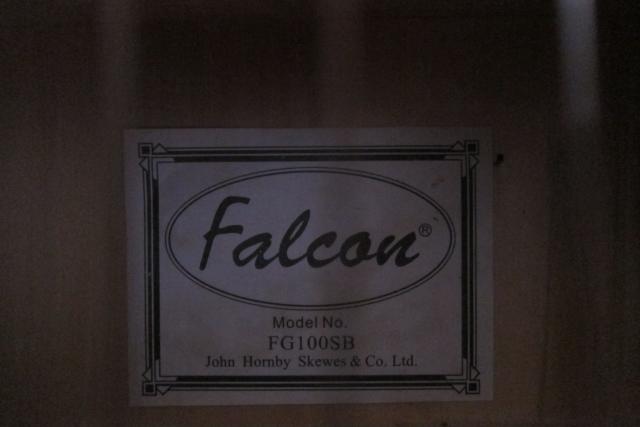 Falcon®
Model No.
FG100SB
John Hornby Skewes & Co. Ltd.